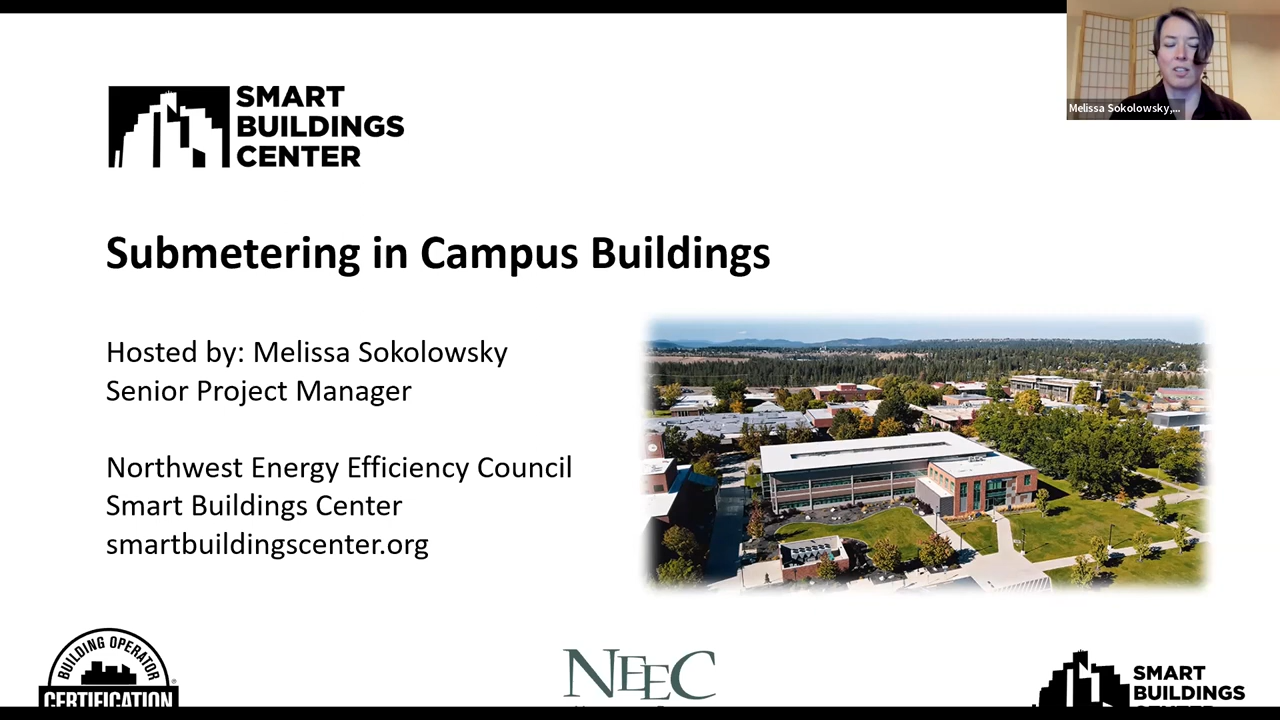 SMART
BUILDINGS
CENTER
Melissa Sokolowsky,...
Submetering in Campus Buildings
Hosted by: Melissa Sokolowsky
Senior Project Manager
Northwest Energy Efficiency Council
Smart Buildings Center
smartbuildingscenter.org
BUILDING OPERATOR
CERTIFICATION
NEEC
SMART
BUILDINGS
CENTER